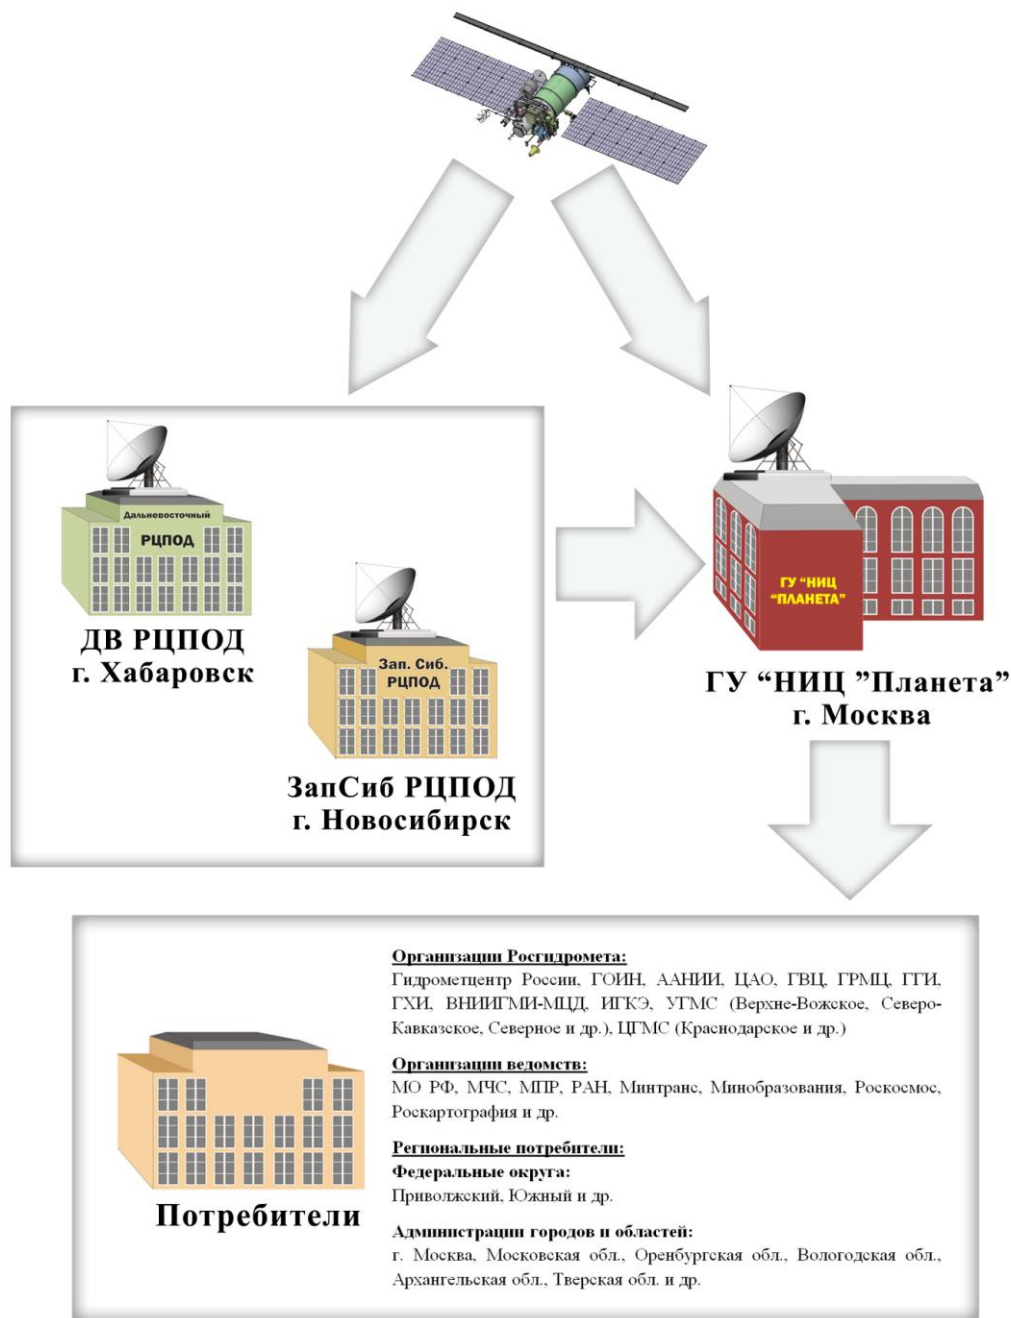 Дальневосточный
РЦПОД
ДВ РЦПОД
г. Хабаровск
Зап. Сиб.
РЦПОД
ЗапСиб РЦПОД
г. Новосибирск
ГУ “НИЦ
“ПЛАНЕТА”
ГУ “НИЦ ”Планета”
г. Москва
Потребители
Организации Росгидромета:
Гидрометцентр России, ГОИН, ААНИИ, ЦАО, ГВЦ, ГРМЦ, ГГИ,
ГХИ, ВНИИГМИ-МЦД, ИГКЭ, УГМС (Верхне-Вожское, Северо-
Кавказское, Северное и др.), ЦГМС (Краснодарское и др.)
Организации ведомств:
МО РФ, МЧС, МПР, РАН, Минтранс, Минобразования, Роскосмос,
Роскартография и др.
Региональные потребители:
Федеральные округа:
Приволжский, Южный и др.
Администрации городов и областей:
г. Москва, Московская обл., Оренбургская обл., Вологодская обл.,
Архангельская обл., Тверская обл. и др.